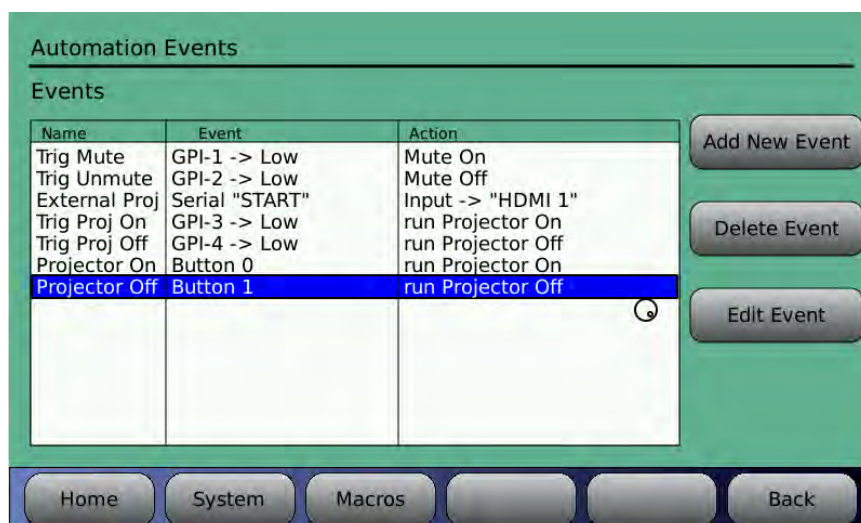 Automation Events
Events
Name Event Action
Trig Mute GPI-1 -> Low Mute On
Trig Unmute GPI-2 -> Low Mute Off
External Proj Serial "START" Input -> "HDMI 1"
Trig Proj On GPI-3 -> Low run Projector On
Trig Proj Off GPI-4 -> Low run Projector Off
Projector On Button 0 run Projector On
Projector Off Button 1 run Projector Off
Add New Event
Delete Event
Edit Event
Home System Macros Back